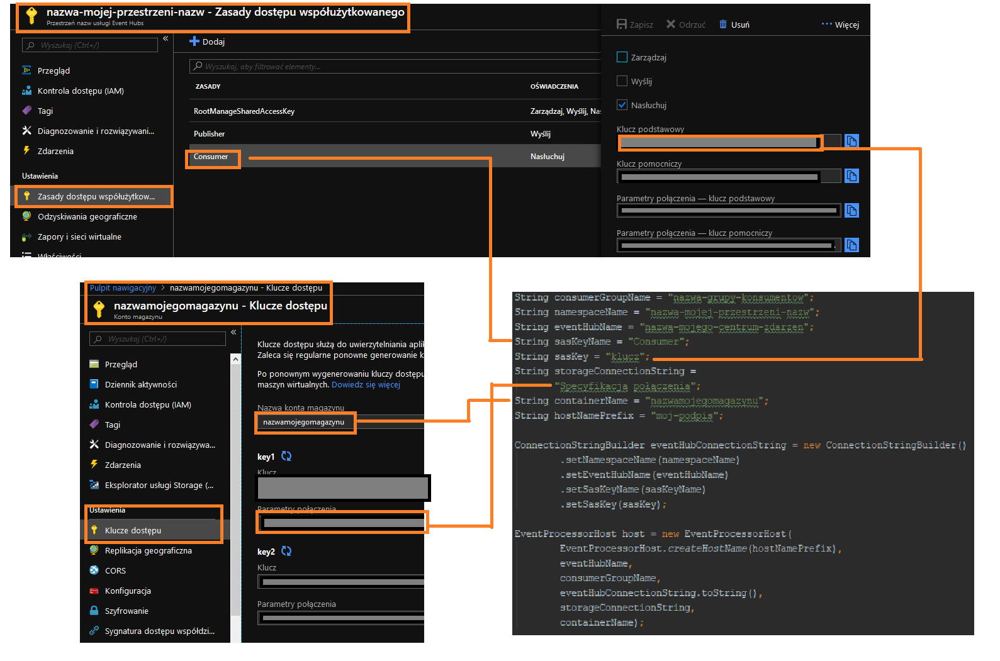 nazwa-mojej-przestrzeni-nazw - Zasady dostępu współużytkowanego
Przestrzeń nazw usługi Event Hubs
Wyszukaj (Ctrl+/)
«
Przegląd
Kontrola dostępu (IAM)
Tagi
Diagnozowanie i rozwiązywani...
Zdarzenia
Ustawienia
Zasady dostępu współużytkow...
Odzyskiwania geograficzne
Zapory i sieci wirtualne
Właściwości
Dodaj
Wyszukaj, aby filtrować elementy...
ZASADY OŚWIADCZENIA
RootManageSharedAccessKey Zarządzaj, Wyślij, Nas
Publisher Wyślij
Consumer Nasłuchuj
Zapisz Odrzuć Usuń ··· Więcej
Zarządzaj
Wyślij
Nasłuchuj
Klucz podstawowy
Klucz pomocniczy
Parametry połączenia — klucz podstawowy
Parametry połączenia — klucz pomocniczy
Pulpit nawigacyjny > nazwamojegomagazynu - Klucze dostępu
nazwamojegomagazynu - Klucze dostępu
Konto magazynu
Wyszukaj (Ctrl+/)
«
Przegląd
Dziennik aktywności
Kontrola dostępu (IAM)
Tagi
Diagnozowanie i rozwiązywa...
Zdarzenia
Eksplorator usługi Storage (...
Ustawienia
Klucze dostępu
Replikacja geograficzna
CORS
Konfiguracja
Szyfrowanie
Sygnatura dostępu współdzi...
Klucze dostępu służą do uwierzytelniania aplik
Zaleca się regularne ponowne generowanie k
Po ponownym wygenerowaniu kluczy dostępu
maszyn wirtualnych. Dowiedz się więcej
Nazwa konta magazynu
nazwamojegomagazynu
key1
Klucz
Parametry połączenia
key2
Klucz
Parametry połączenia
String consumerGroupName = "nazwa-grupy-konsumentow";
String namespaceName = "nazwa-mojej-przestrzeni-nazw";
String eventHubName = "nazwa-mojego-centrum-zdarzen";
String sasKeyName = "Consumer";
String sasKey = "klucz";
String storageConnectionString =
"Specyfikacja połączenia";
String containerName = "nazwamojegomagazynu";
String hostNamePrefix = "moj-podpis";
ConnectionStringBuilder eventHubConnectionString = new ConnectionStringBuilder()
.setNamespaceName(namespaceName)
.setEventHubName(eventHubName)
.setSasKeyName(sasKeyName)
.setSasKey(sasKey);
EventProcessorHost host = new EventProcessorHost(
EventProcessorHost.createHostName(hostNamePrefix),
eventHubName,
consumerGroupName,
eventHubConnectionString.toString(),
storageConnectionString,
containerName);